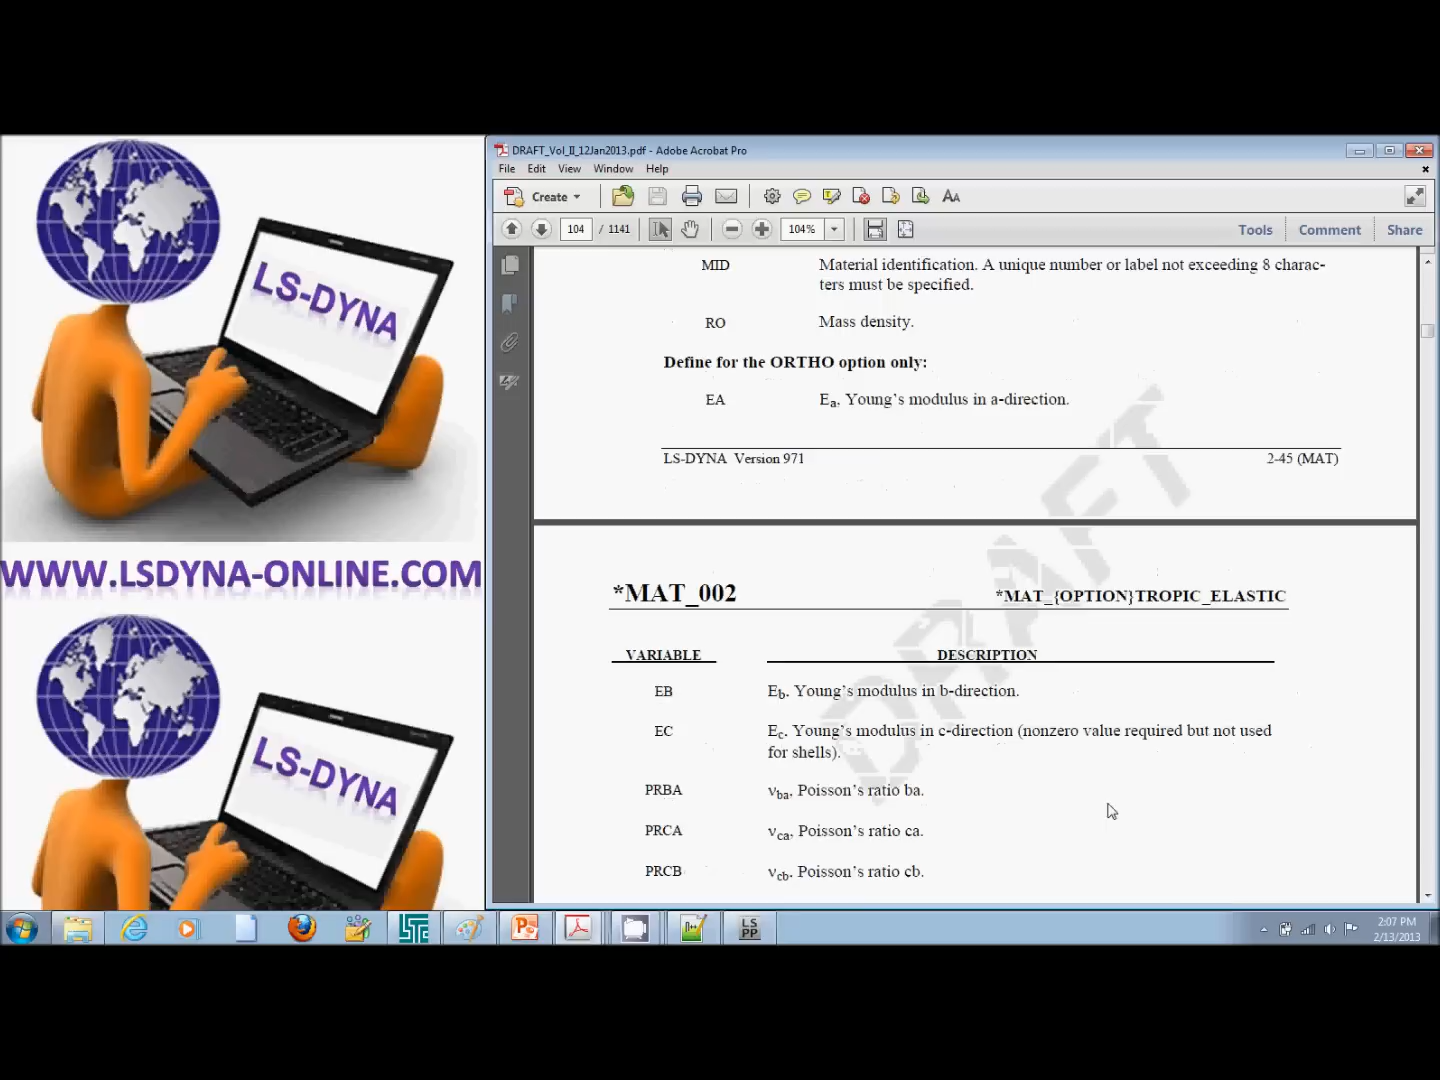 LS-DYNA
WWW.LSDYNA-ONLINE.COM
LS-DYNA
DRAFT_Vol_II_12Jan2013.pdf - Adobe Acrobat Pro
File Edit View Window Help
Create
104 / 1141 104% Tools Comment Share
MID Material identification. A unique number or label not exceeding 8 charac-
ters must be specified.
RO Mass density.
Define for the ORTHO option only:
EA Ea, Young's modulus in a-direction.
LS-DYNA Version 971 2-45 (MAT)
DRAFT
*MAT_002 *MAT_{OPTION}TROPIC_ELASTIC
VARIABLE DESCRIPTION
EB Eb, Young's modulus in b-direction.
EC Ec, Young's modulus in c-direction (nonzero value required but not used
for shells).
PRBA νba, Poisson's ratio ba.
PRCA νca, Poisson's ratio ca.
PRCB νcb, Poisson's ratio cb.
LS
PP
2:07 PM
2/13/2013